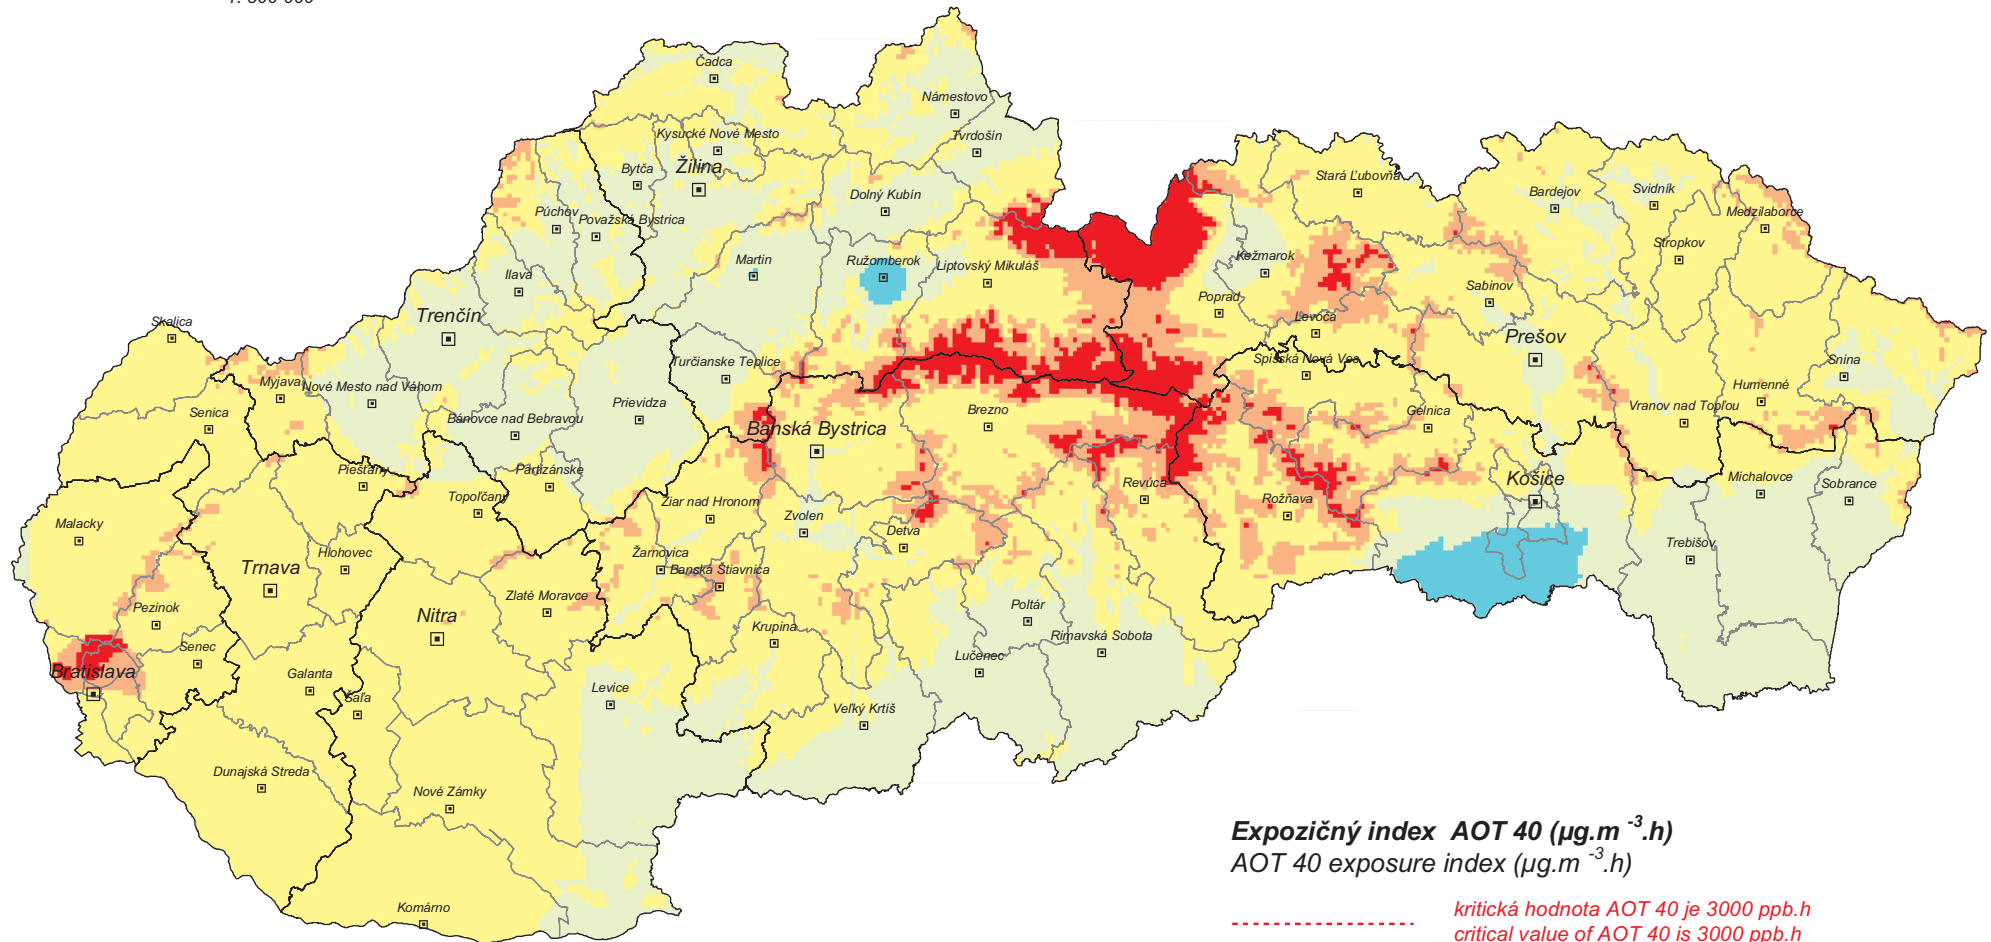 Čadca
Námestovo
Kysucké Nové Mesto
Tvrdošín
Bytča
Žilina
Stará Ľubovňa
Bardejov
Svidník
Dolný Kubín
Púchov
Považská Bystrica
Medzilaborce
Stropkov
Martin
Ružomberok
Liptovský Mikuláš
Kežmarok
Ilava
Sabinov
Poprad
Trenčín
Skalica
Levoča
Prešov
Turčianske Teplice
Spišská Nová Ves
Snina
Myjava
Nové Mesto nad Váhom
Humenné
Senica
Bánovce nad Bebravou
Prievidza
Brezno
Gelnica
Vranov nad Topľou
Banská Bystrica
Piešťany
Partizánske
Revúca
Košice
Michalovce
Sobrance
Topoľčany
Žiar nad Hronom
Zvolen
Rožňava
Malacky
Detva
Hlohovec
Žarnovica
Trebišov
Trnava
Banská Štiavnica
Pezinok
Zlaté Moravce
Nitra
Poltár
Krupina
Rimavská Sobota
Senec
Lučenec
Bratislava
Galanta
Šaľa
Levice
Veľký Krtíš
Dunajská Streda
Nové Zámky
Komárno
Expozičný index AOT 40 (µg.m -3.h)
AOT 40 exposure index (µg.m -3.h)
kritická hodnota AOT 40 je 3000 ppb.h
critical value of AOT 40 is 3000 ppb.h